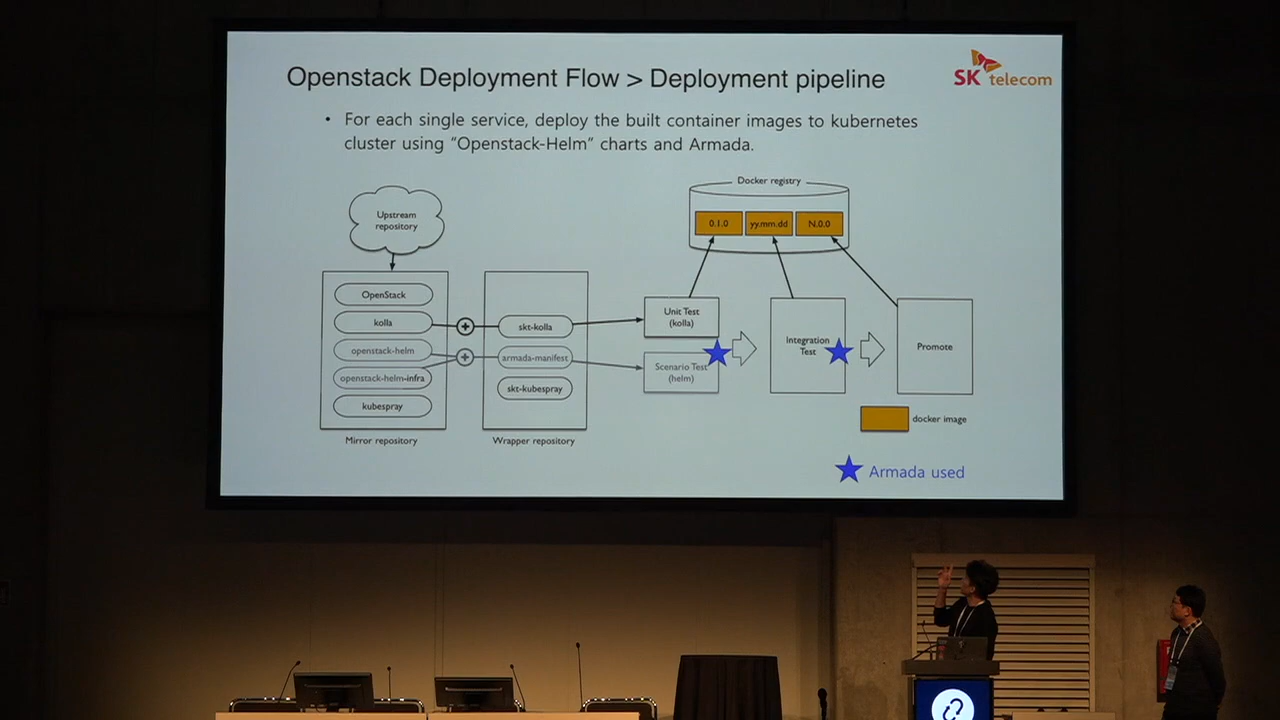 Openstack Deployment Flow > Deployment pipeline
SK telecom
• For each single service, deploy the built container images to kubernetes
cluster using “Openstack-Helm” charts and Armada.
Docker registry
0.1.0
yy.mm.dd
N.0.0
Upstream
repository
OpenStack
kolla
openstack-helm
openstack-helm-infra
kubespray
Mirror repository
skt-kolla
armada-manifest
skt-kubespray
Wrapper repository
Unit Test
(kolla)
Scenario Test
(helm)
Integration
Test
Promote
docker image
Armada used